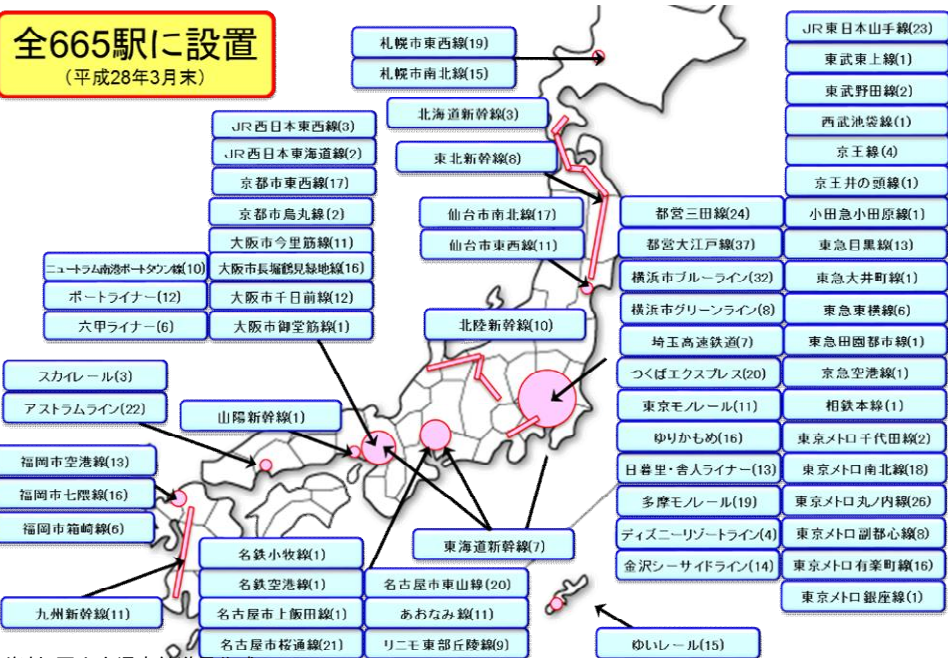 全665駅に設置
(平成28年3月末)
札幌市東西線(19)
札幌市南北線(15)
北海道新幹線(3)
東北新幹線(8)
仙台市南北線(17)
仙台市東西線(11)
北陸新幹線(10)
JR西日本東西線(3)
JR西日本東海道線(2)
京都市東西線(17)
京都市烏丸線(2)
大阪市今里筋線(11)
大阪市長堀鶴見緑地線(16)
大阪市千日前線(12)
大阪市御堂筋線(1)
ニュートラム南港ポートタウン線(10)
ポートライナー(12)
六甲ライナー(6)
スカイレール(3)
アストラムライン(22)
山陽新幹線(1)
福岡市空港線(13)
福岡市七隈線(16)
福岡市箱崎線(6)
九州新幹線(11)
名鉄小牧線(1)
名鉄空港線(1)
名古屋市上飯田線(1)
名古屋市桜通線(21)
名古屋市東山線(20)
あおなみ線(11)
リニモ東部丘陵線(9)
東海道新幹線(7)
ゆいレール(15)
都営三田線(24)
都営大江戸線(37)
横浜市ブルーライン(32)
横浜市グリーンライン(8)
埼玉高速鉄道(7)
つくばエクスプレス(20)
東京モノレール(11)
ゆりかもめ(16)
日暮里・舎人ライナー(13)
多摩モノレール(19)
ディズニーリゾートライン(4)
金沢シーサイドライン(14)
JR東日本山手線(23)
東武東上線(1)
東武野田線(2)
西武池袋線(1)
京王線(4)
京王井の頭線(1)
小田急小田原線(1)
東急目黒線(13)
東急大井町線(1)
東急東横線(6)
東急田園都市線(1)
京急空港線(1)
相鉄本線(1)
東京メトロ千代田線(2)
東京メトロ南北線(18)
東京メトロ丸ノ内線(26)
東京メトロ副都心線(8)
東京メトロ有楽町線(16)
東京メトロ銀座線(1)